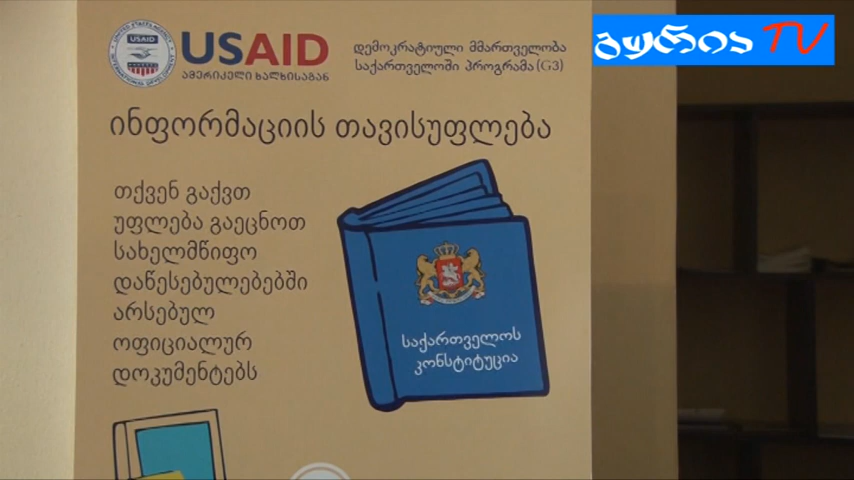 USAID
ამერიკელი ხალხისაგან
დემოკრატიული მმართველობა
საქართველოში პროგრამა (G3)
გურია TV
ინფორმაციის თავისუფლება
თქვენ გაქვთ
უფლება გაეცნოთ
სახელმწიფო
დაწესებულებებში
არსებულ
ოფიციალურ
დოკუმენტებს
საქართველოს
კონსტიტუცია